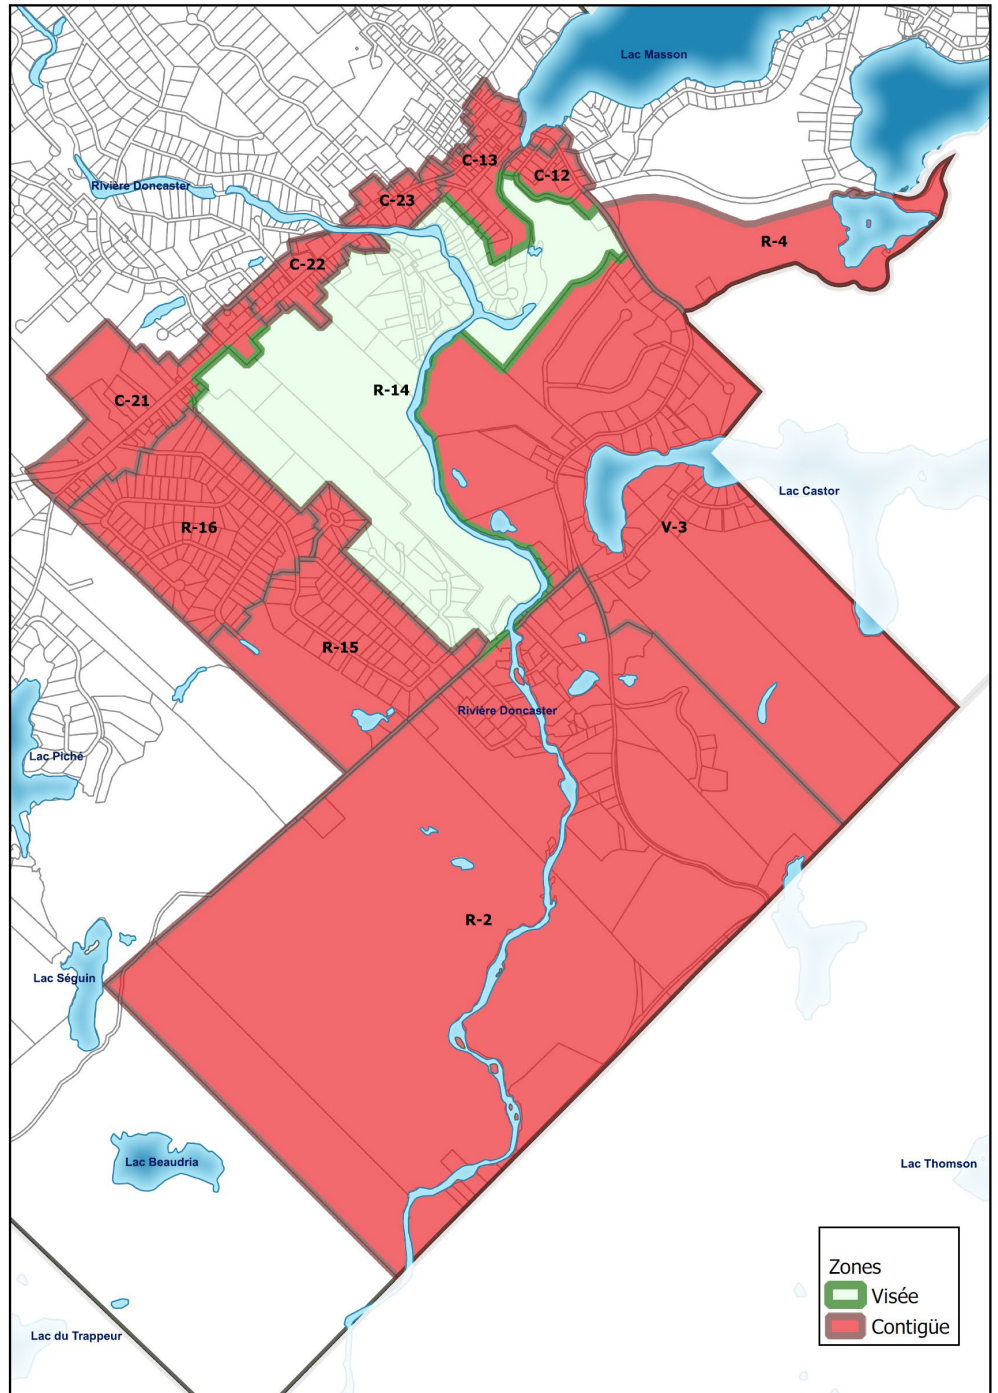 Lac Masson
C-13
C-12
Rivière Doncaster
C-23
R-4
C-22
R-14
C-21
Lac Castor
R-16
V-3
R-15
Rivière Doncaster
Lac Piché
R-2
Lac Séguin
Lac Beaudria
Lac Thomson
Zones
Visée
Contigüe
Lac du Trappeur